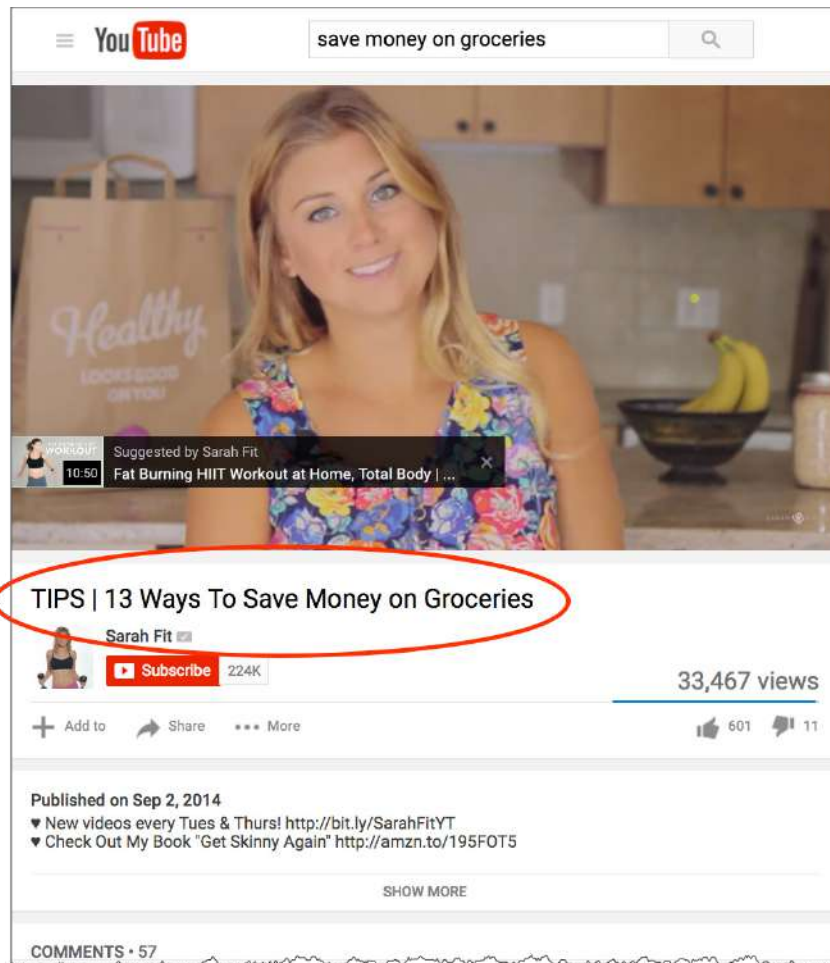 YouTube
save money on groceries
Healthy
LOOKS GOOD
ON YOU
WORKOUT
10:50
Suggested by Sarah Fit
Fat Burning HIIT Workout at Home, Total Body | ...
TIPS | 13 Ways To Save Money on Groceries
Sarah Fit
Subscribe 224K
33,467 views
Add to Share More
601 11
Published on Sep 2, 2014
♥ New videos every Tues & Thurs! http://bit.ly/SarahFitYT
♥ Check Out My Book "Get Skinny Again" http://amzn.to/195FOT5
SHOW MORE
COMMENTS • 57